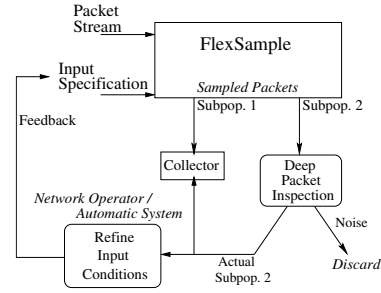 Packet
Stream
FlexSample
Input
Specification
Sampled Packets
Subpop. 1
Subpop. 2
Feedback
Collector
Deep
Packet
Inspection
Network Operator /
Automatic System
Noise
Refine
Input
Conditions
Actual
Subpop. 2
Discard